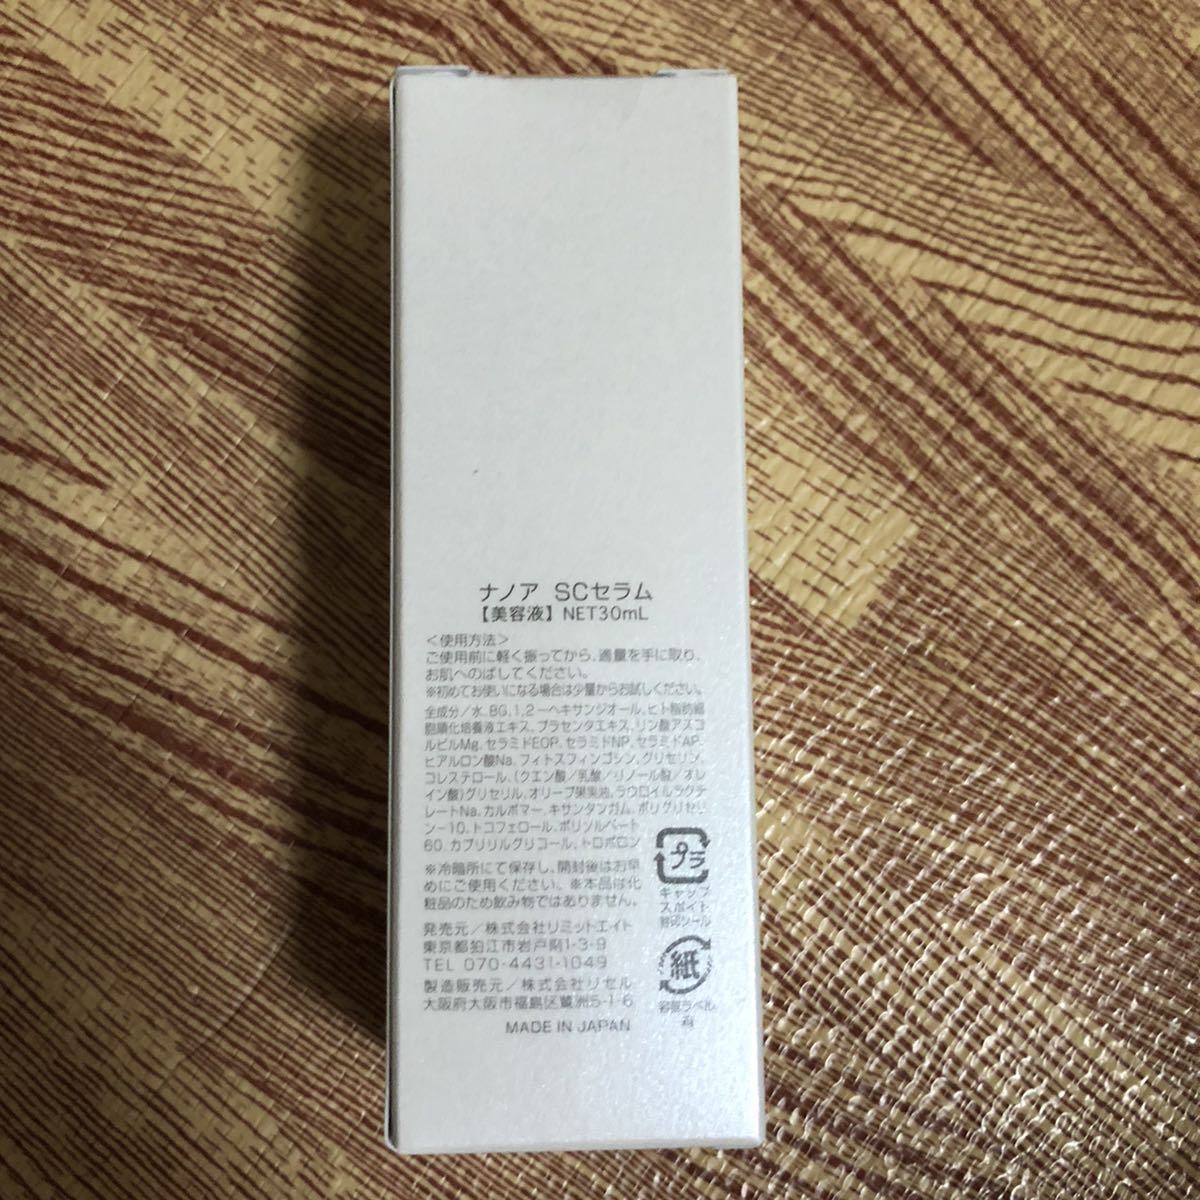 ナノア SCセラム
【美容液】NET30mL
＜使用方法＞
ご使用前に軽く振ってから、適量を手に取り、
お肌へのばしてください。
※初めてお使いになる場合は少量からお試しください。
全成分／水、BG、1,2－ヘキサンジオール、ヒト脂肪細
胞順化培養液エキス、プラセンタエキス、リン酸アスコ
ルビルMg、セラミドEOP、セラミドNP、セラミドAP、
ヒアルロン酸Na、フィトスフィンゴシン、グリセリン、
コレステロール、（クエン酸／乳酸／リノール酸／オレ
イン酸）グリセリル、オリーブ果実油、ラウロイルラクチ
レートNa、カルボマー、キサンタンガム、ポリグリセリ
ン－10、トコフェロール、ポリソルベート
60、カプリリルグリコール、トロポロン
※冷暗所にて保存し、開封後はお早
めにご使用ください。※本品は化
粧品のため飲み物ではありません。
発売元／株式会社リミットエイト
東京都狛江市岩戸南1-3-9
TEL 070-4431-1049
製造販売元／株式会社リセル
大阪府大阪市福島区鷺洲5-1-6
MADE IN JAPAN
プラ
キャップ
スポイト
紙
容器ラベル